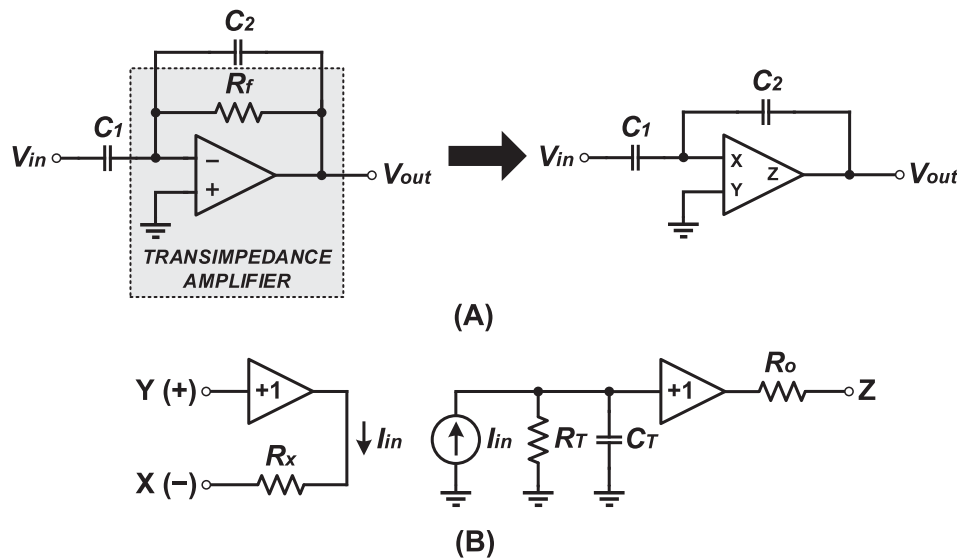 C2
Rf
C1
Vin
−
+
Vout
TRANSIMPEDANCE
AMPLIFIER
C2
C1
Vin
X
Y
Z
Vout
(A)
Y (+)
+1
Iin
Rx
X (−)
Iin
RT
CT
+1
Ro
Z
(B)